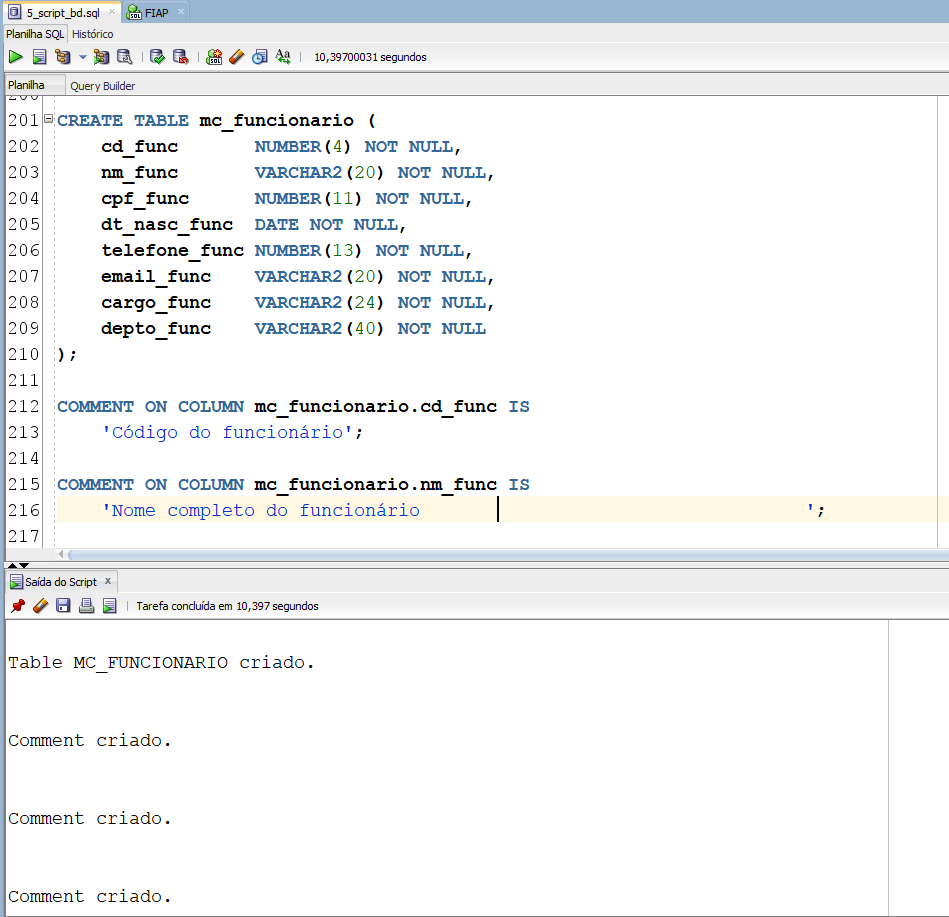 5_script_bd.sql × FIAP ×
Planilha SQL Histórico
10,39700031 segundos
Planilha Query Builder
200
201 CREATE TABLE mc_funcionario (
202     cd_func       NUMBER(4) NOT NULL,
203     nm_func       VARCHAR2(20) NOT NULL,
204     cpf_func      NUMBER(11) NOT NULL,
205     dt_nasc_func  DATE NOT NULL,
206     telefone_func NUMBER(13) NOT NULL,
207     email_func    VARCHAR2(20) NOT NULL,
208     cargo_func    VARCHAR2(24) NOT NULL,
209     depto_func    VARCHAR2(40) NOT NULL
210 );
211
212 COMMENT ON COLUMN mc_funcionario.cd_func IS
213     'Código do funcionário';
214
215 COMMENT ON COLUMN mc_funcionario.nm_func IS
216     'Nome completo do funcionário                                   ';
217
Saída do Script ×
Tarefa concluída em 10,397 segundos
Table MC_FUNCIONARIO criado.
Comment criado.
Comment criado.
Comment criado.